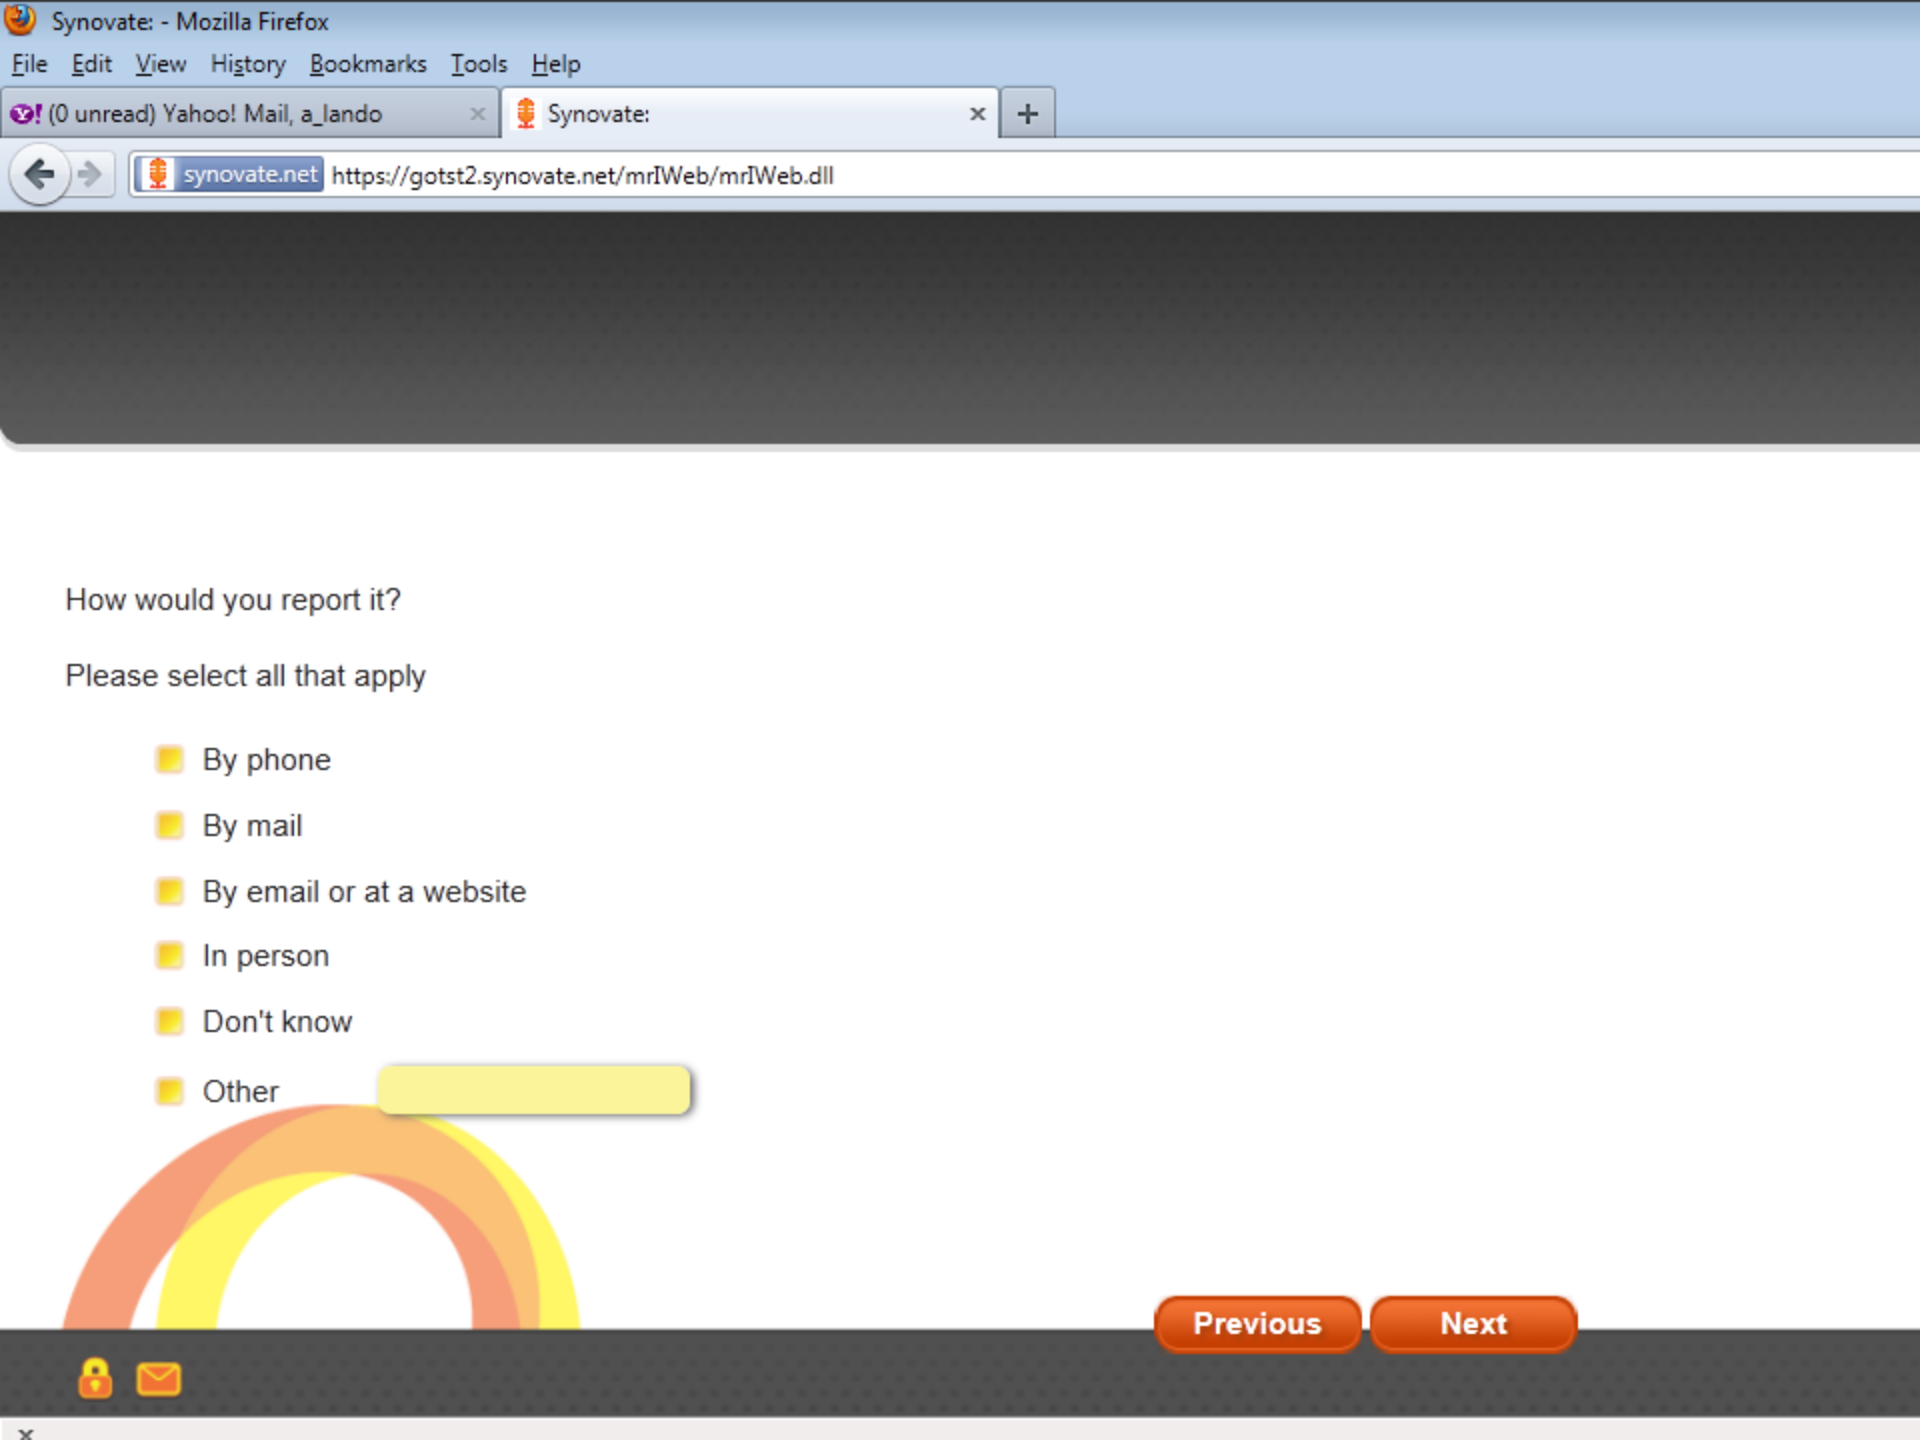 Synovate: - Mozilla Firefox
File Edit View History Bookmarks Tools Help
Y! (0 unread) Yahoo! Mail, a_lando × Synovate: × +
synovate.net https://gotst2.synovate.net/mrIWeb/mrIWeb.dll
How would you report it?
Please select all that apply
By phone
By mail
By email or at a website
In person
Don't know
Other
Previous Next
×